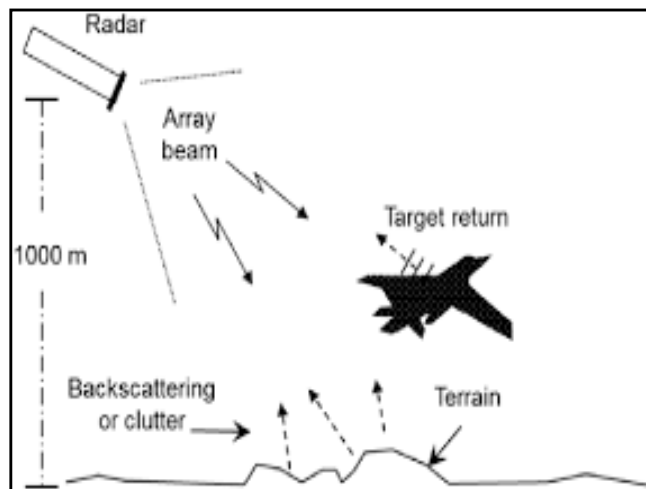 Radar
Array
beam
Target return
1000 m
Backscattering
or clutter
Terrain